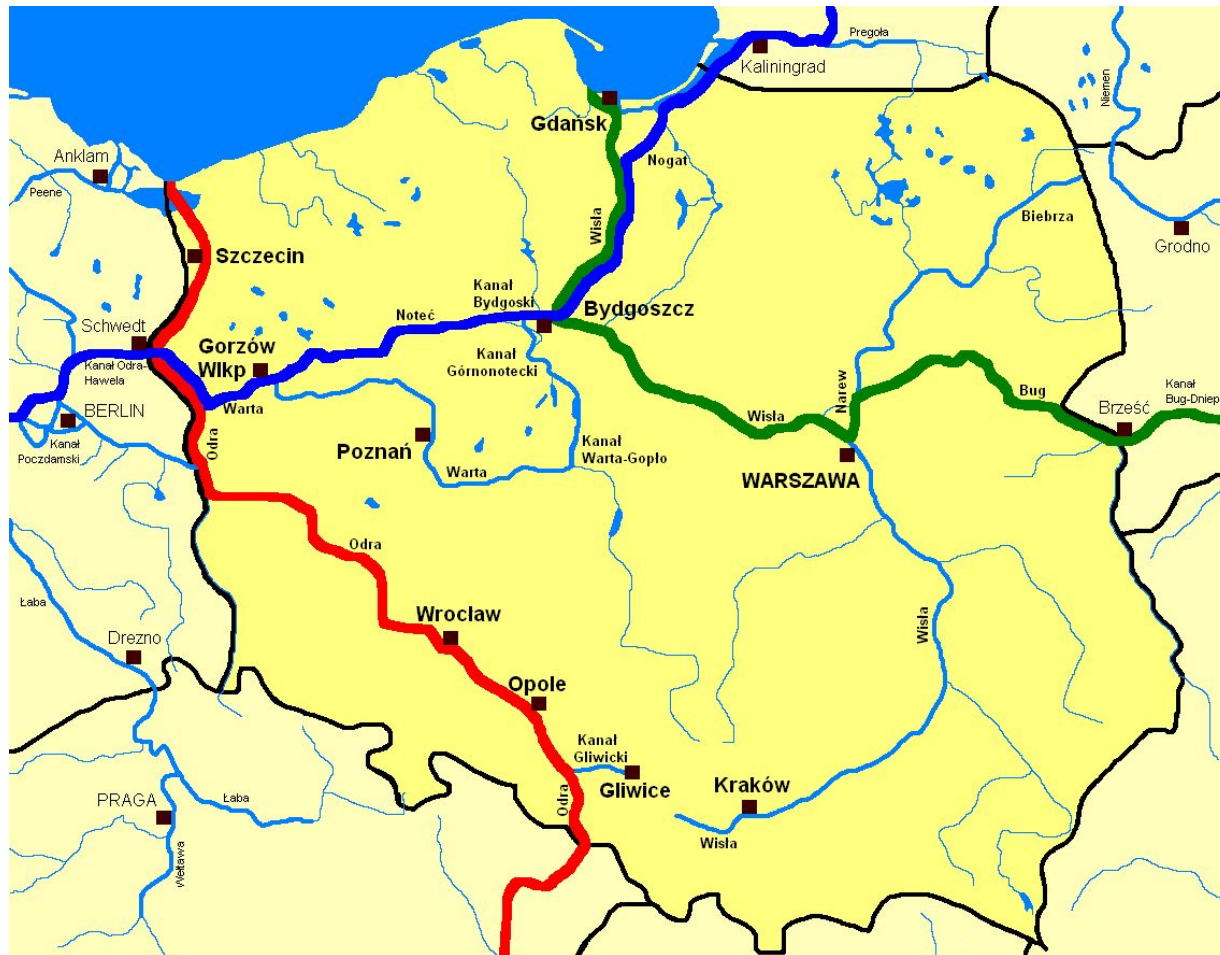 Pregoła
Kaliningrad
Niemen
Gdańsk
Anklam
Nogat
Peene
Biebrza
Wisła
Grodno
Szczecin
Kanał
Bydgoski
Bydgoszcz
Noteć
Schwedt
Gorzów
Wlkp
Kanał
Górnonotecki
Kanał Odra-
Hawela
Narew
Bug
Kanał
Bug-Dniep
Warta
BERLIN
Wisła
Brześć
Odra
Kanał
Poczdamski
Poznań
Kanał
Warta-Gopło
Warta
WARSZAWA
Odra
Łaba
Wrocław
Wisła
Drezno
Opole
Kanał
Gliwicki
Gliwice
Kraków
PRAGA
Łaba
Odra
Wisła
Wełtawa